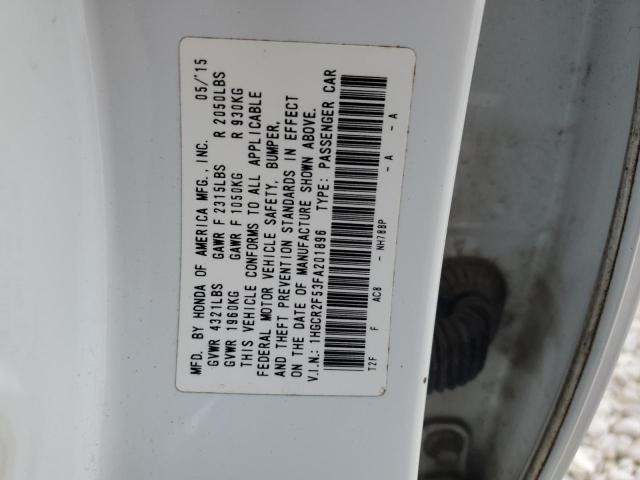 MFD. BY HONDA OF AMERICA MFG., INC. 05/'15
GVWR 4321LBS GAWR F 2315LBS R 2050LBS
GVWR 1960KG GAWR F 1050KG R 930KG
THIS VEHICLE CONFORMS TO ALL APPLICABLE
FEDERAL MOTOR VEHICLE SAFETY, BUMPER,
AND THEFT PREVENTION STANDARDS IN EFFECT
ON THE DATE OF MANUFACTURE SHOWN ABOVE.
V.I.N.: 1HGCR2F53FA201896 TYPE: PASSENGER CAR
T2F F AC8 - NH788P - A - A